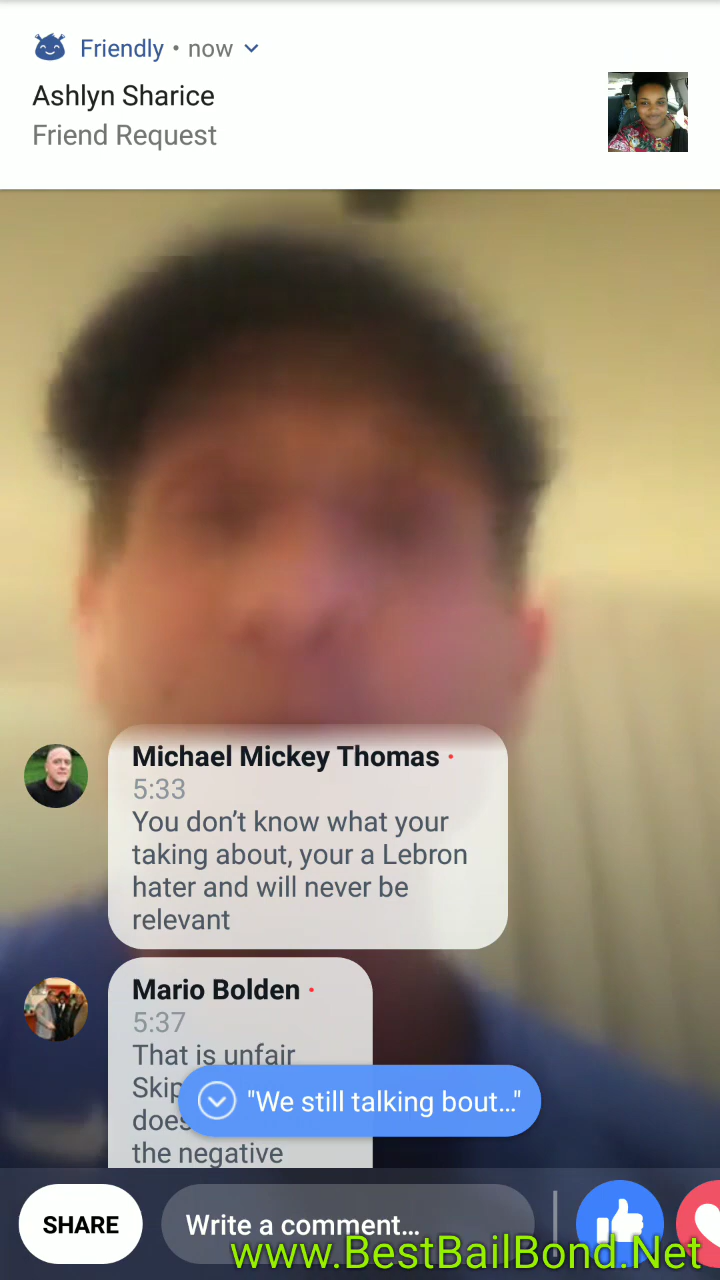 Friendly • now
Ashlyn Sharice
Friend Request
Michael Mickey Thomas •
5:33
You don't know what your
taking about, your a Lebron
hater and will never be
relevant
Mario Bolden •
5:37
That is unfair
Skip
does
the negative
"We still talking bout..."
SHARE
Write a comment...
www.BestBailBond.Net